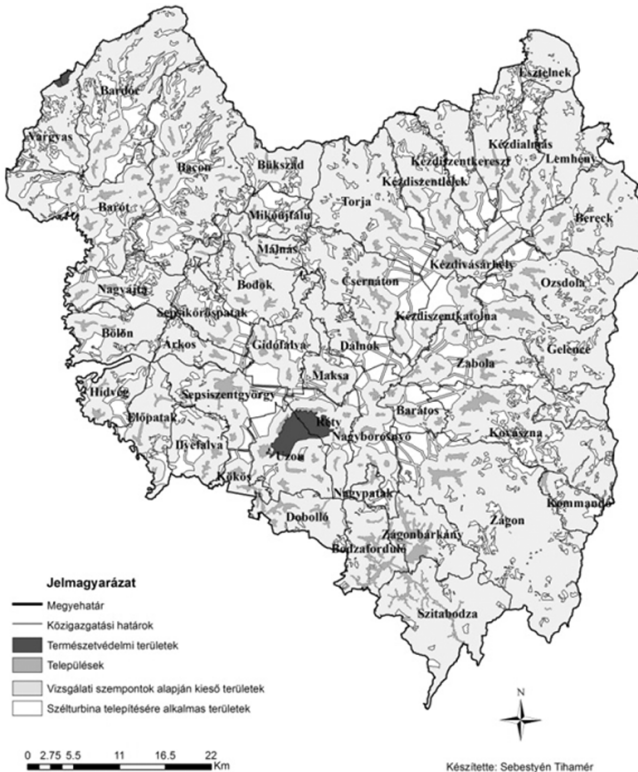 Esztelnek
Bardóc
Kézdialmás
Vargyas
Kézdiszentkereszt
Lemhény
Bükszád
Bacon
Kézdiszentlélek
Torja
Barót
Mikóújfalu
Bereck
Málnás
Kézdivásárhely
Csernáton
Ozsdola
Nagyajta
Bodok
Sepsikőröspatak
Kézdiszentkatolna
Bölön
Árkos
Gidófalva
Dálnok
Gelence
Zabola
Maksa
Hídvég
Sepsiszentgyörgy
Barátos
Előpatak
Réty
Kovászna
Nagyborosnyó
Ilyefalva
Uzon
Kökös
Nagypatak
Kommandó
Dobolló
Zágon
Zágonbárkány
Bodzaforduló
Szitabodza
Jelmagyarázat
Megyehatár
Közigazgatási határok
Természetvédelmi területek
Települések
Vizsgálati szempontok alapján kieső területek
Szélturbina telepítésére alkalmas területek
N
0 2.75 5.5 11 16.5 22
Km
Készítette: Sebestyén Tihamér